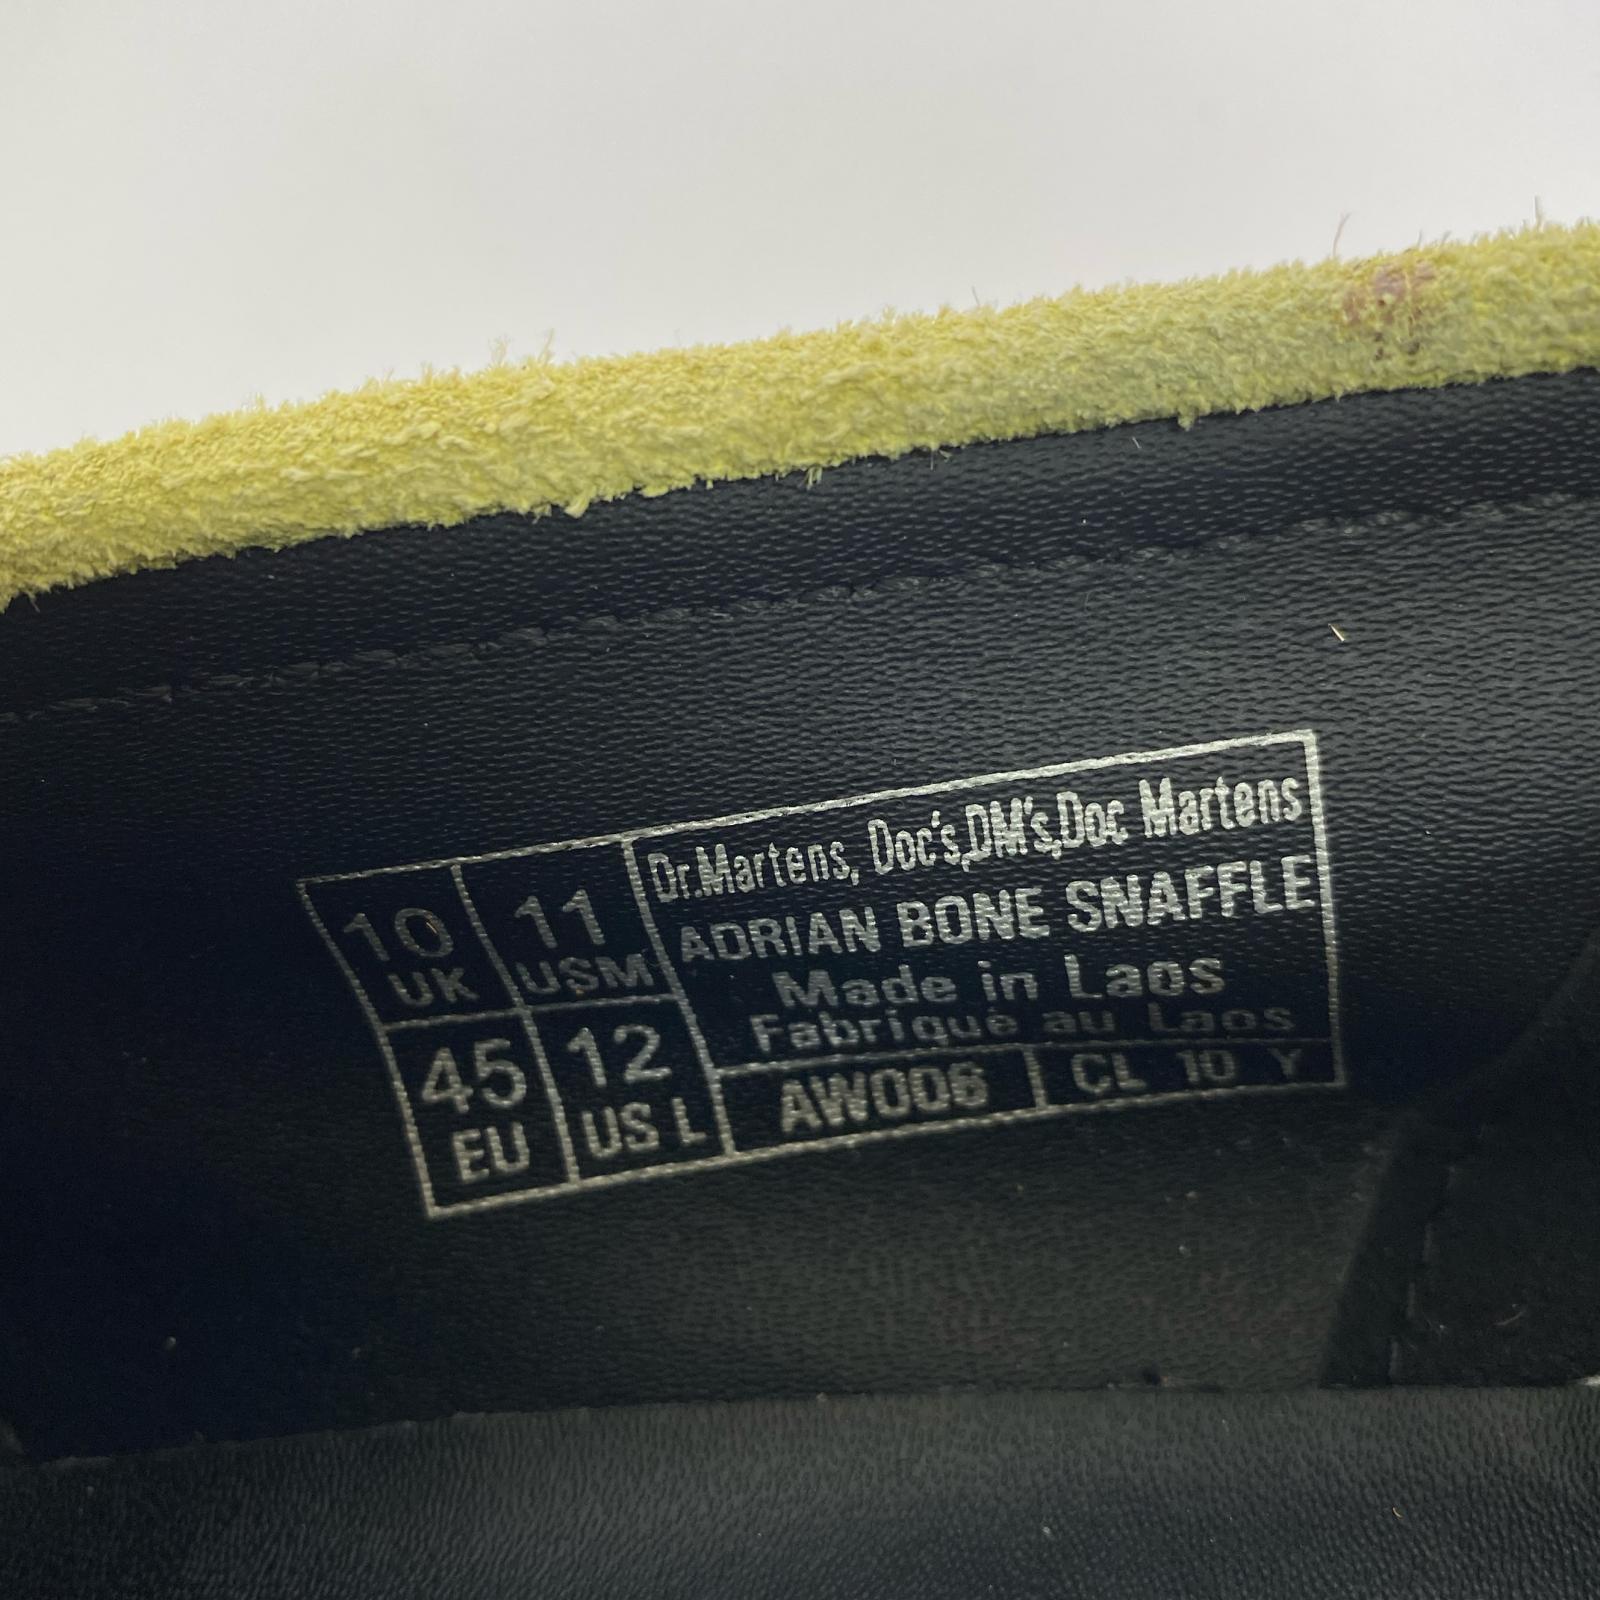 10 UK
11 USM
45 EU
12 US L
Dr.Martens, Doc's,DM's,Doc Martens
ADRIAN BONE SNAFFLE
Made in Laos
Fabriqué au Laos
AW006
CL 10 Y